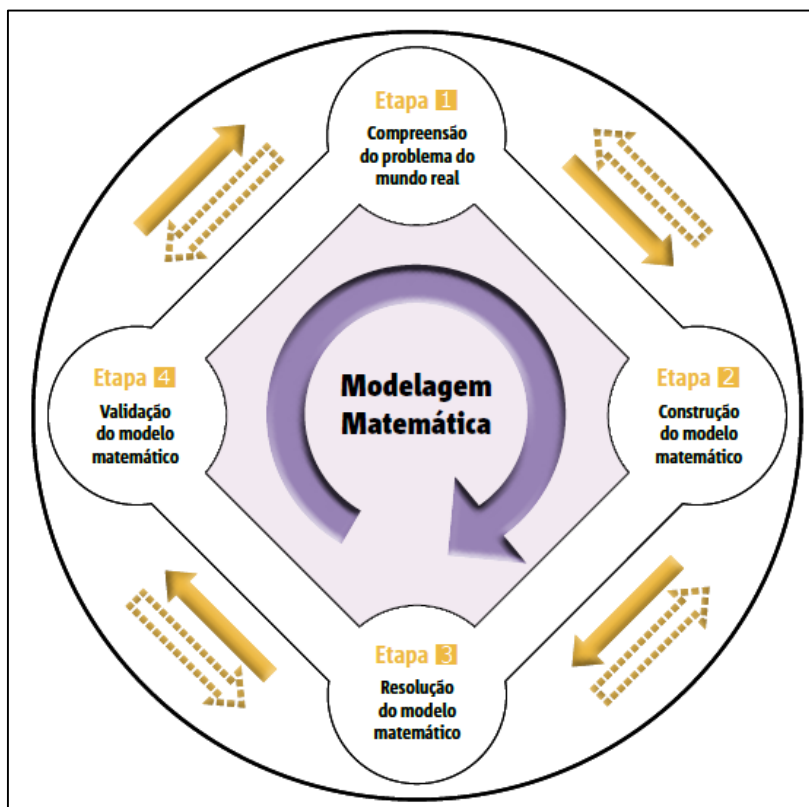 Etapa 1
Compreensão
do problema do
mundo real
Etapa 4
Validação
do modelo
matemático
Modelagem
Matemática
Etapa 2
Construção
do modelo
matemático
Etapa 3
Resolução
do modelo
matemático